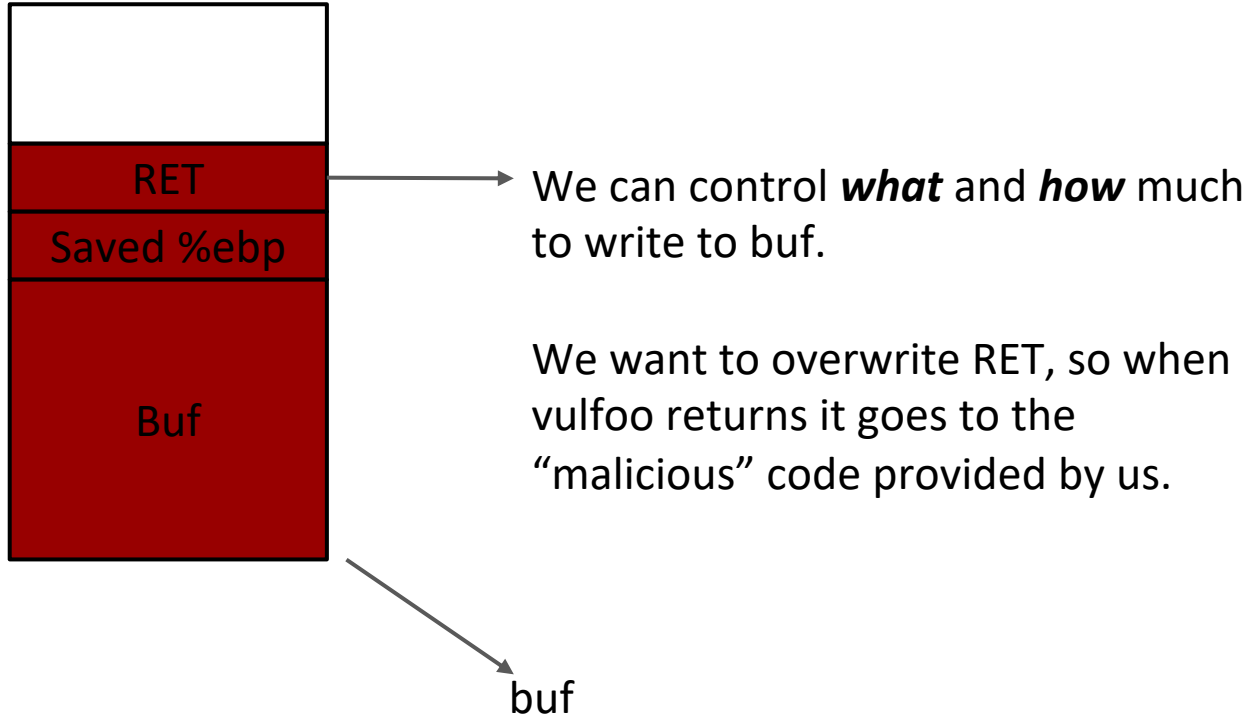 RET
Saved %ebp
Buf
We can control what and how much
to write to buf.
We want to overwrite RET, so when
vulfoo returns it goes to the
“malicious” code provided by us.
buf